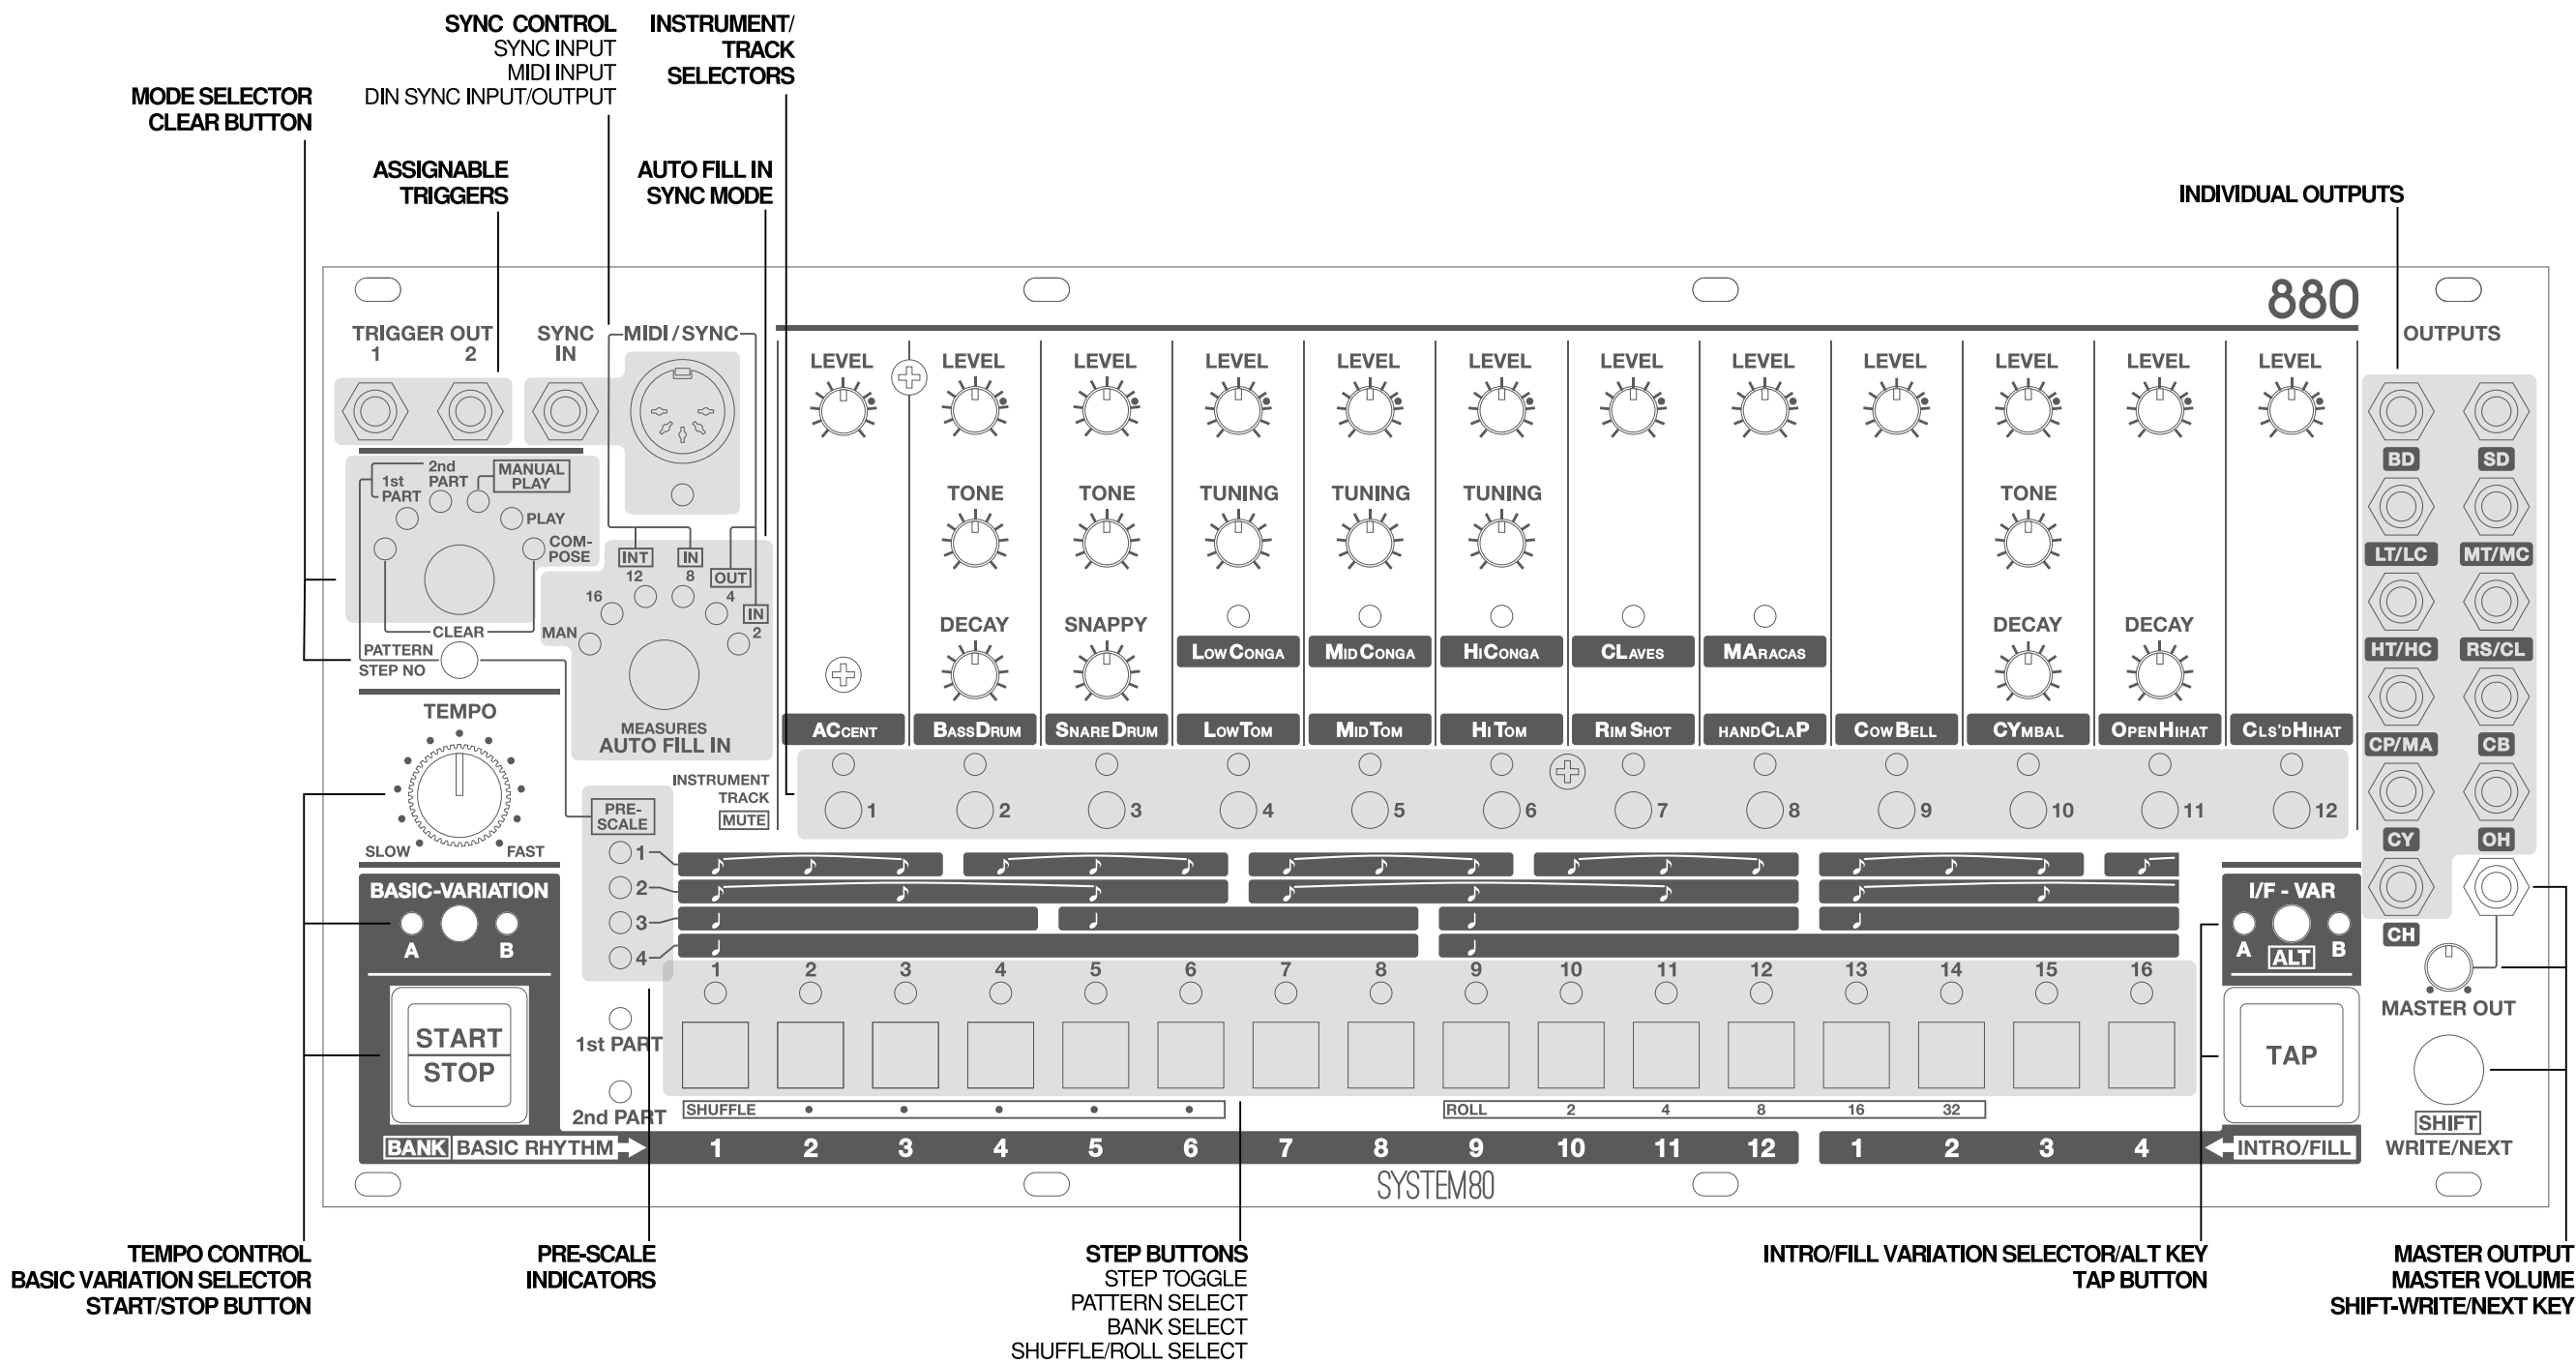 SYNC CONTROL
SYNC INPUT
MIDI INPUT
DIN SYNC INPUT/OUTPUT
INSTRUMENT/
TRACK
SELECTORS
MODE SELECTOR
CLEAR BUTTON
ASSIGNABLE
TRIGGERS
AUTO FILL IN
SYNC MODE
INDIVIDUAL OUTPUTS
880
TRIGGER OUT
1 2
SYNC
IN
MIDI / SYNC
OUTPUTS
LEVEL LEVEL LEVEL LEVEL LEVEL LEVEL LEVEL LEVEL LEVEL LEVEL LEVEL LEVEL
BD SD
2nd
PART
1st
PART
MANUAL
PLAY
PLAY
COM-
POSE
TONE TONE TUNING TUNING TUNING TONE
LT/LC MT/MC
INT IN OUT IN
MAN 16 12 8 4 2
CLEAR
PATTERN
STEP NO
DECAY SNAPPY DECAY DECAY
LOW CONGA MID CONGA HI CONGA CLAVES MARACAS
HT/HC RS/CL
TEMPO
MEASURES
AUTO FILL IN
ACCENT BASSDRUM SNARE DRUM LOWTOM MIDTOM HI TOM RIM SHOT HANDCLAP COWBELL CYMBAL OPENHIHAT CLS'DHIHAT
CP/MA CB
INSTRUMENT
TRACK
MUTE
1 2 3 4 5 6 7 8 9 10 11 12
PRE-
SCALE
SLOW FAST
CY OH
1
2
3
4
BASIC-VARIATION
A B
I/F - VAR
A ALT B
CH
1 2 3 4 5 6 7 8 9 10 11 12 13 14 15 16
MASTER OUT
START
STOP
1st PART
2nd PART
TAP
SHUFFLE
ROLL 2 4 8 16 32
SHIFT
WRITE/NEXT
BANK BASIC RHYTHM 1 2 3 4 5 6 7 8 9 10 11 12 1 2 3 4 INTRO/FILL
SYSTEM80
TEMPO CONTROL
BASIC VARIATION SELECTOR
START/STOP BUTTON
PRE-SCALE
INDICATORS
STEP BUTTONS
STEP TOGGLE
PATTERN SELECT
BANK SELECT
SHUFFLE/ROLL SELECT
INTRO/FILL VARIATION SELECTOR/ALT KEY
TAP BUTTON
MASTER OUTPUT
MASTER VOLUME
SHIFT-WRITE/NEXT KEY